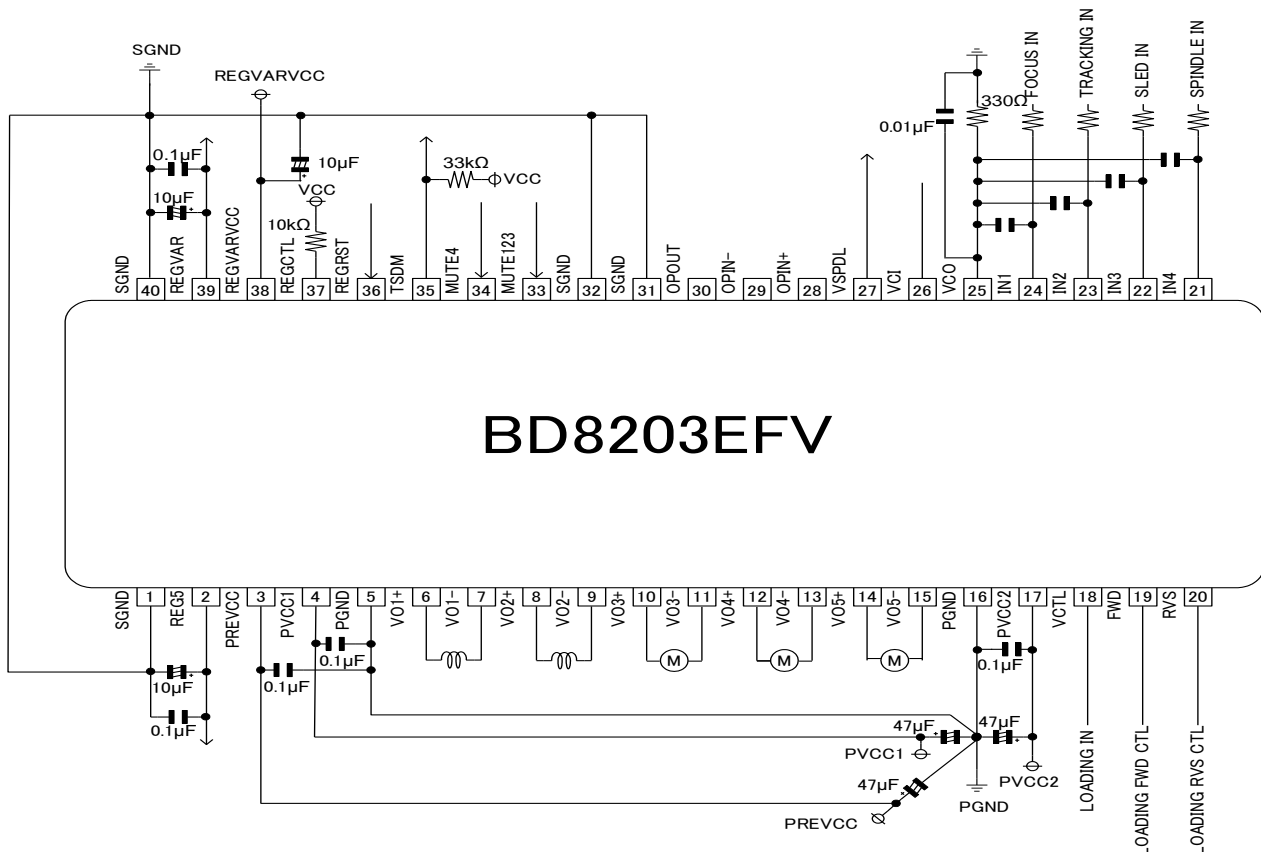 SGND
REGVARVCC
0.1µF
10µF
10µF
VCC
10kΩ
33kΩ
VCC
0.01µF
330Ω
FOCUS IN
TRACKING IN
SLED IN
SPINDLE IN
SGND
REGVAR
REGVARVCC
REGCTL
REGRST
TSDM
MUTE4
MUTE123
SGND
SGND
OPOUT
OPIN-
OPIN+
VSPDL
VCI
VCO
IN1
IN2
IN3
IN4
40 39 38 37 36 35 34 33 32 31 30 29 28 27 26 25 24 23 22 21
BD8203EFV
1 2 3 4 5 6 7 8 9 10 11 12 13 14 15 16 17 18 19 20
SGND
REG5
PREVCC
PVCC1
PGND
VO1+
VO1-
VO2+
VO2-
VO3+
VO3-
VO4+
VO4-
VO5+
VO5-
PGND
PVCC2
VCTL
FWD
RVS
M M M
10µF
0.1µF
0.1µF
0.1µF
0.1µF
47µF
47µF
PVCC1
PVCC2
47µF
PGND
PREVCC
LOADING IN
LOADING FWD CTL
LOADING RVS CTL